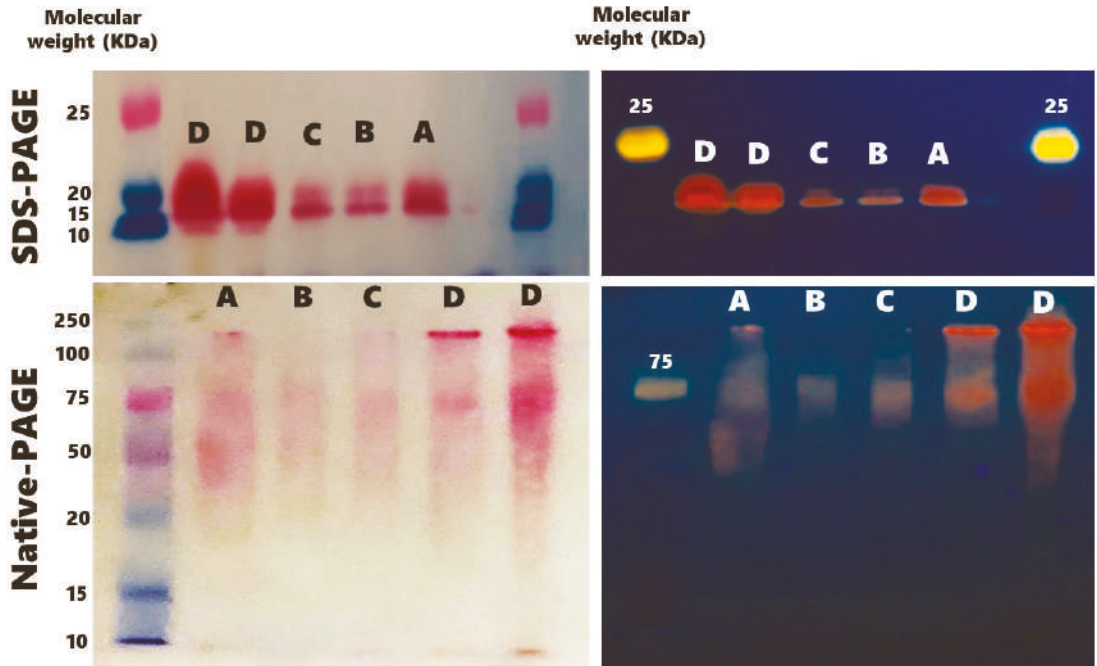 Molecular
weight (KDa)
Molecular
weight (KDa)
SDS-PAGE
25
20
15
10
D D C B A
25
25
D D C B A
Native-PAGE
250
100
75
50
20
15
10
A B C D D
75
A B C D D